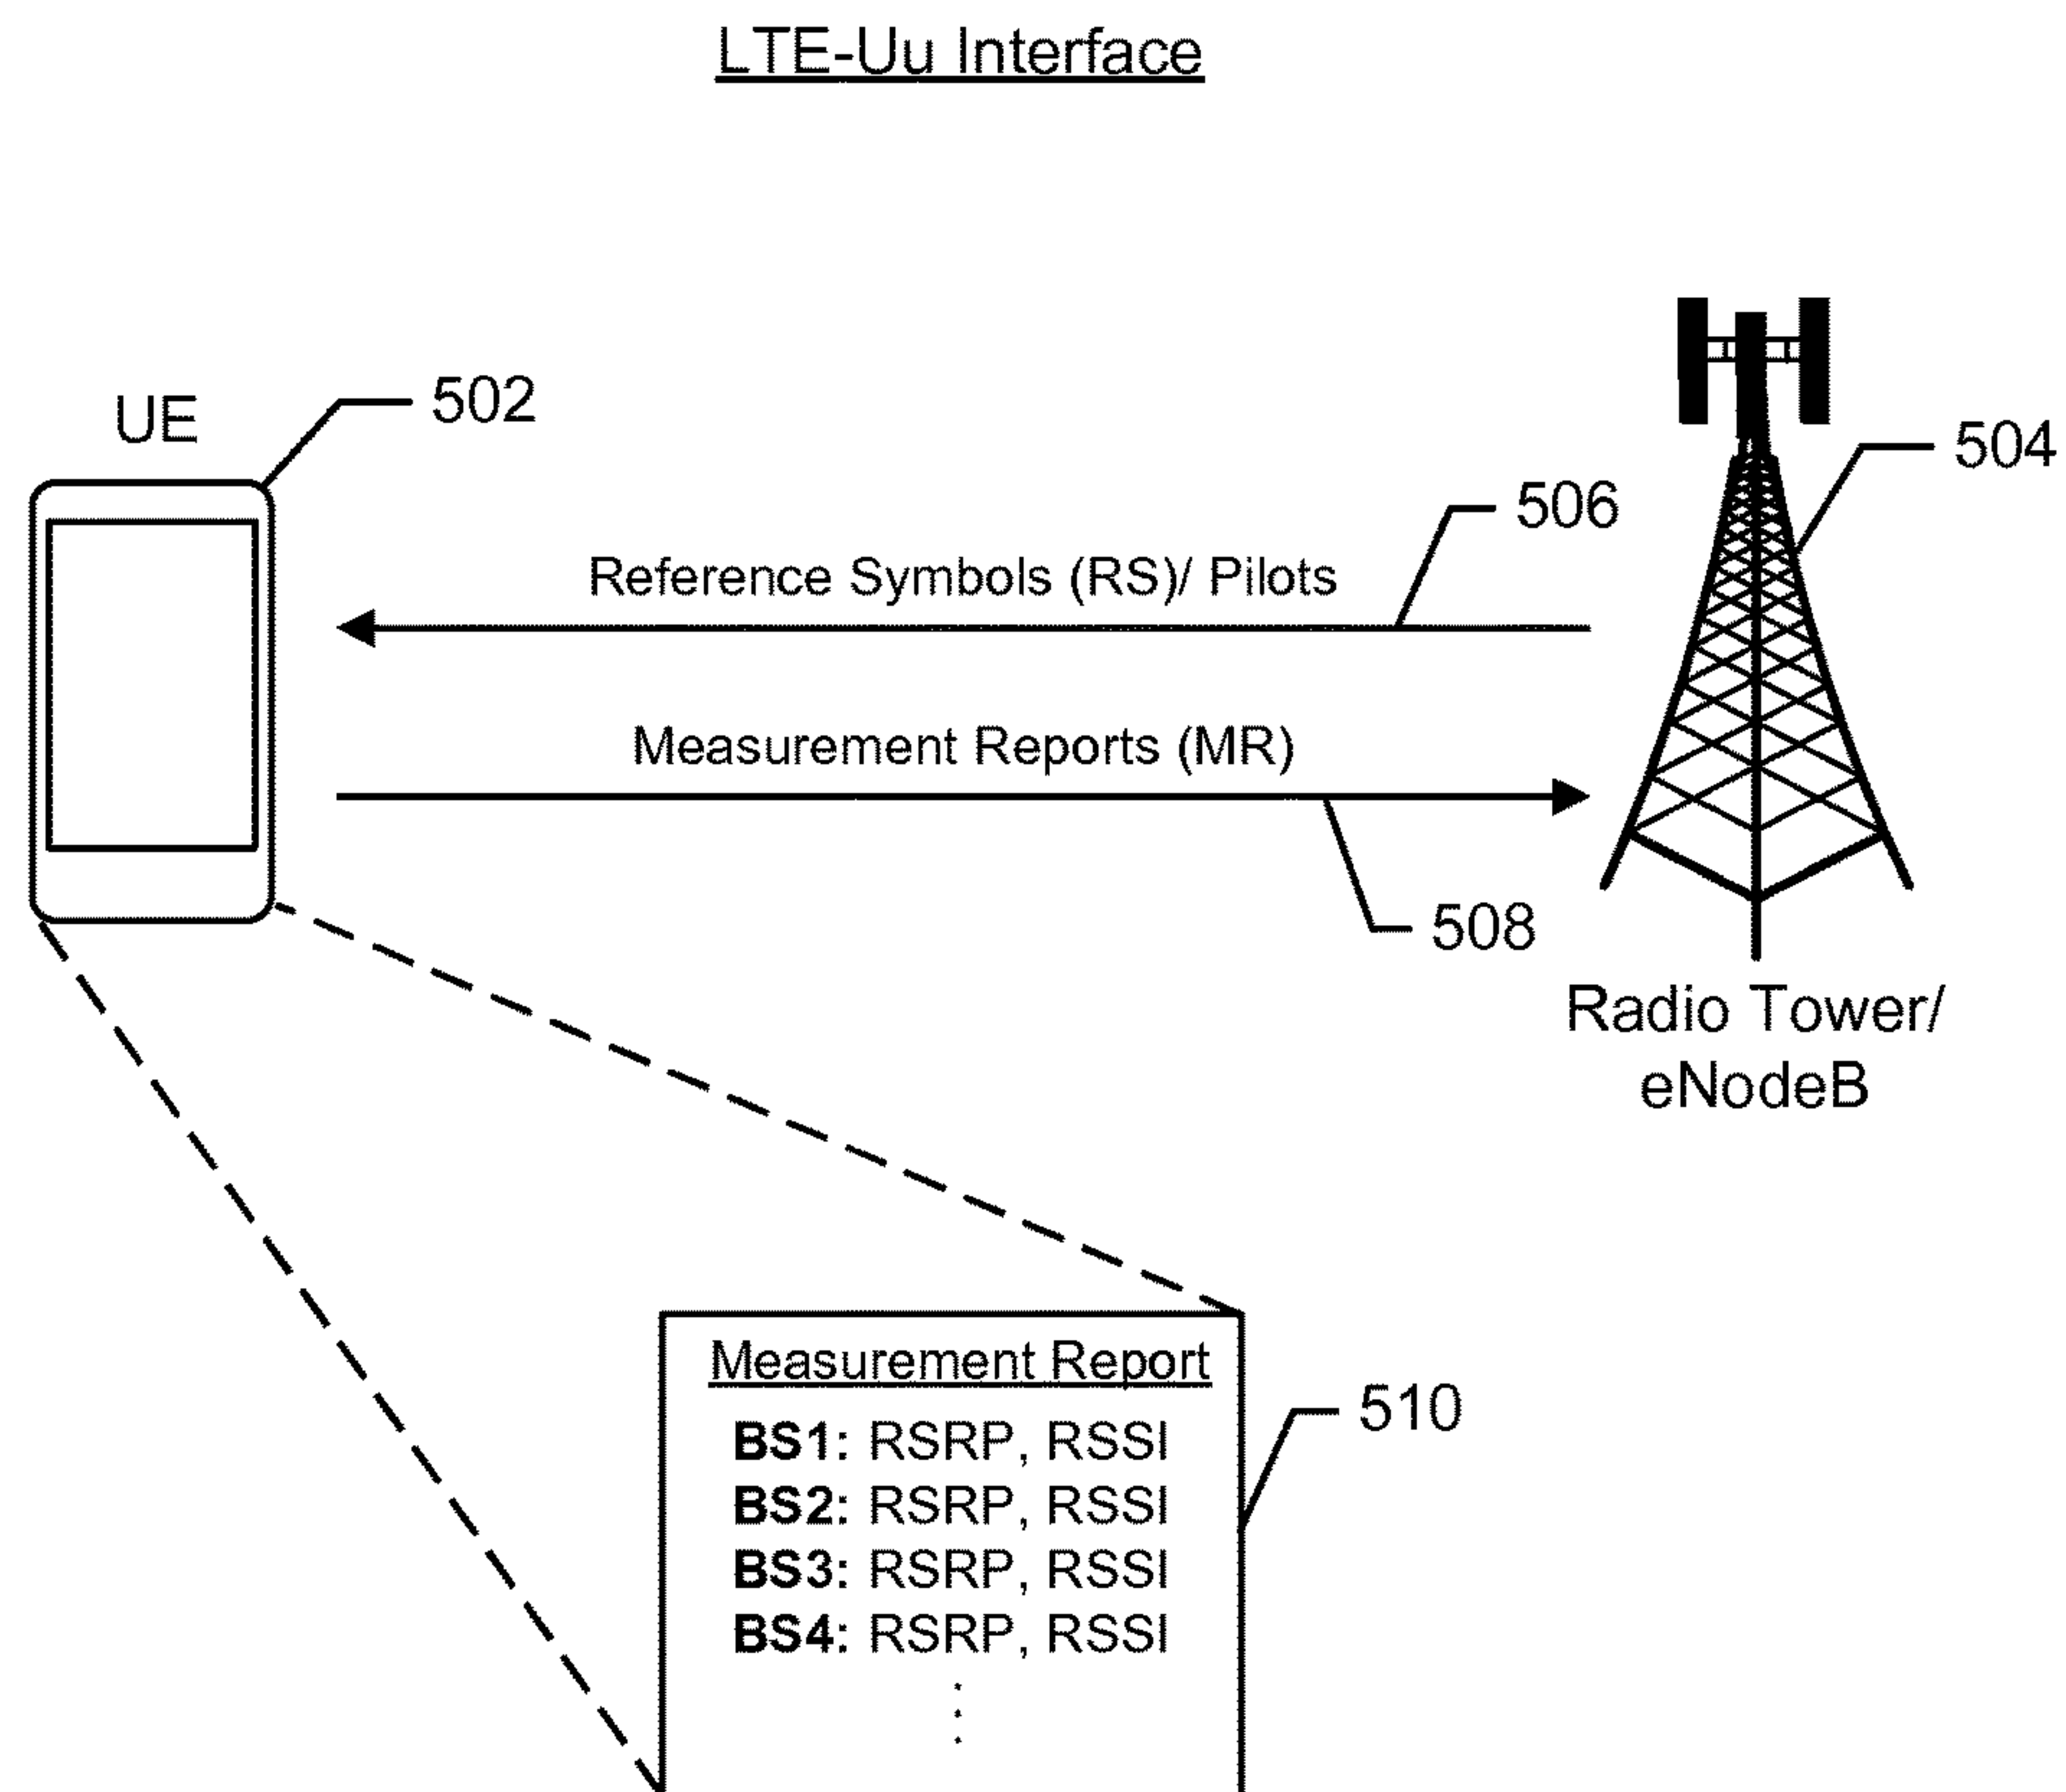 LTE-Uu Interface
UE
502
504
506
Reference Symbols (RS)/ Pilots
Measurement Reports (MR)
508
Radio Tower/
eNodeB
Measurement Report
510
BS1: RSRP, RSSI
BS2: RSRP, RSSI
BS3: RSRP, RSSI
BS4: RSRP, RSSI